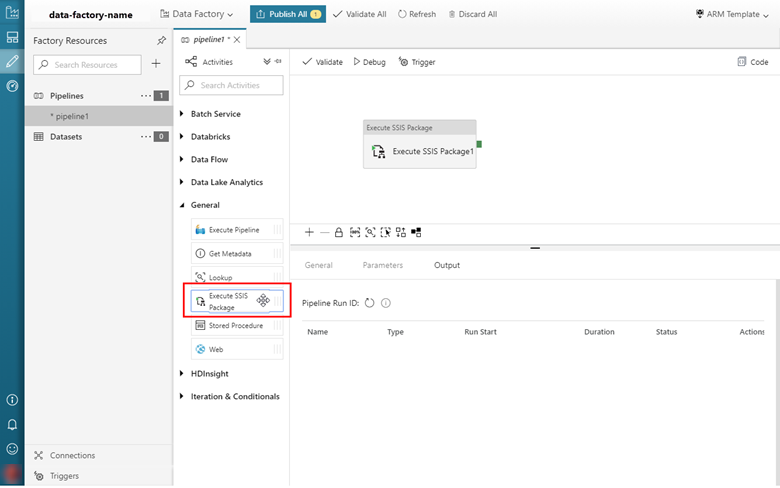 data-factory-name
Data Factory
Publish All 1
Validate All
Refresh
Discard All
ARM Template
Factory Resources
Search Resources
Pipelines
1
* pipeline1
Datasets
0
Connections
Triggers
pipeline1 *
Activities
Search Activities
Batch Service
Databricks
Data Flow
Data Lake Analytics
General
Execute Pipeline
Get Metadata
Lookup
Execute SSIS
Package
Stored Procedure
Web
HDInsight
Iteration & Conditionals
Validate
Debug
Trigger
Code
Execute SSIS Package
Execute SSIS Package1
General
Parameters
Output
Pipeline Run ID:
Name
Type
Run Start
Duration
Status
Actions